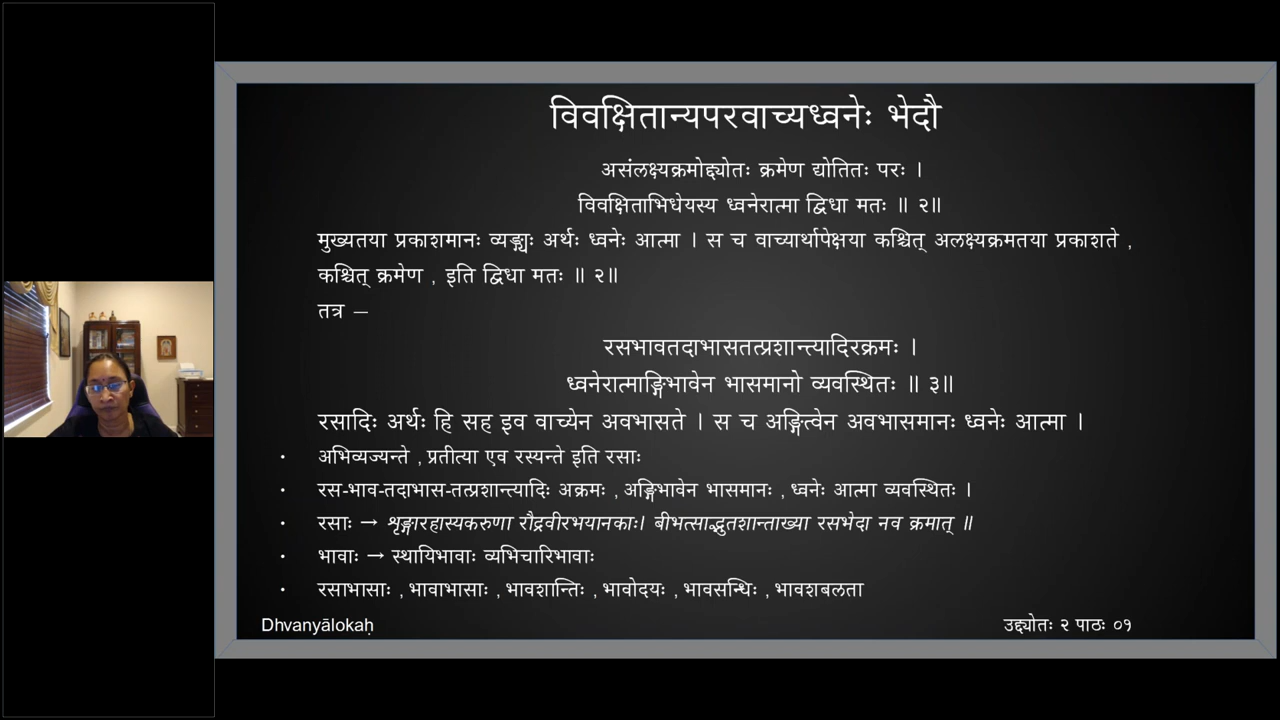 विवक्षितान्यपरवाच्यध्वनेः भेदौ
असंलक्ष्यक्रमोद्द्योतः क्रमेण द्योतितः परः ।
विवक्षिताभिधेयस्य ध्वनेरात्मा द्विधा मतः ॥ २॥
मुख्यतया प्रकाशमानः व्यङ्ग्यः अर्थः ध्वनेः आत्मा । स च वाच्यार्थापेक्षया कश्चित् अलक्ष्यक्रमतया प्रकाशते ,
कश्चित् क्रमेण , इति द्विधा मतः ॥ २॥
तत्र –
रसभावतदाभासतत्प्रशान्त्यादिरक्रमः ।
ध्वनेरात्माङ्गिभावेन भासमानो व्यवस्थितः ॥ ३॥
रसादिः अर्थः हि सह इव वाच्येन अवभासते । स च अङ्गित्वेन अवभासमानः ध्वनेः आत्मा ।
• अभिव्यज्यन्ते , प्रतीत्या एव रस्यन्ते इति रसाः
• रस-भाव-तदाभास-तत्प्रशान्त्यादिः अक्रमः , अङ्गिभावेन भासमानः , ध्वनेः आत्मा व्यवस्थितः ।
• रसाः → शृङ्गारहास्यकरुणा रौद्रवीरभयानकाः। बीभत्साद्भुतशान्ताख्या रसभेदा नव क्रमात् ॥
• भावाः → स्थायिभावाः व्यभिचारिभावाः
• रसाभासाः , भावाभासाः , भावशान्तिः , भावोदयः , भावसन्धिः , भावशबलता
Dhvanyālokaḥ
उद्द्योतः २ पाठः ०१